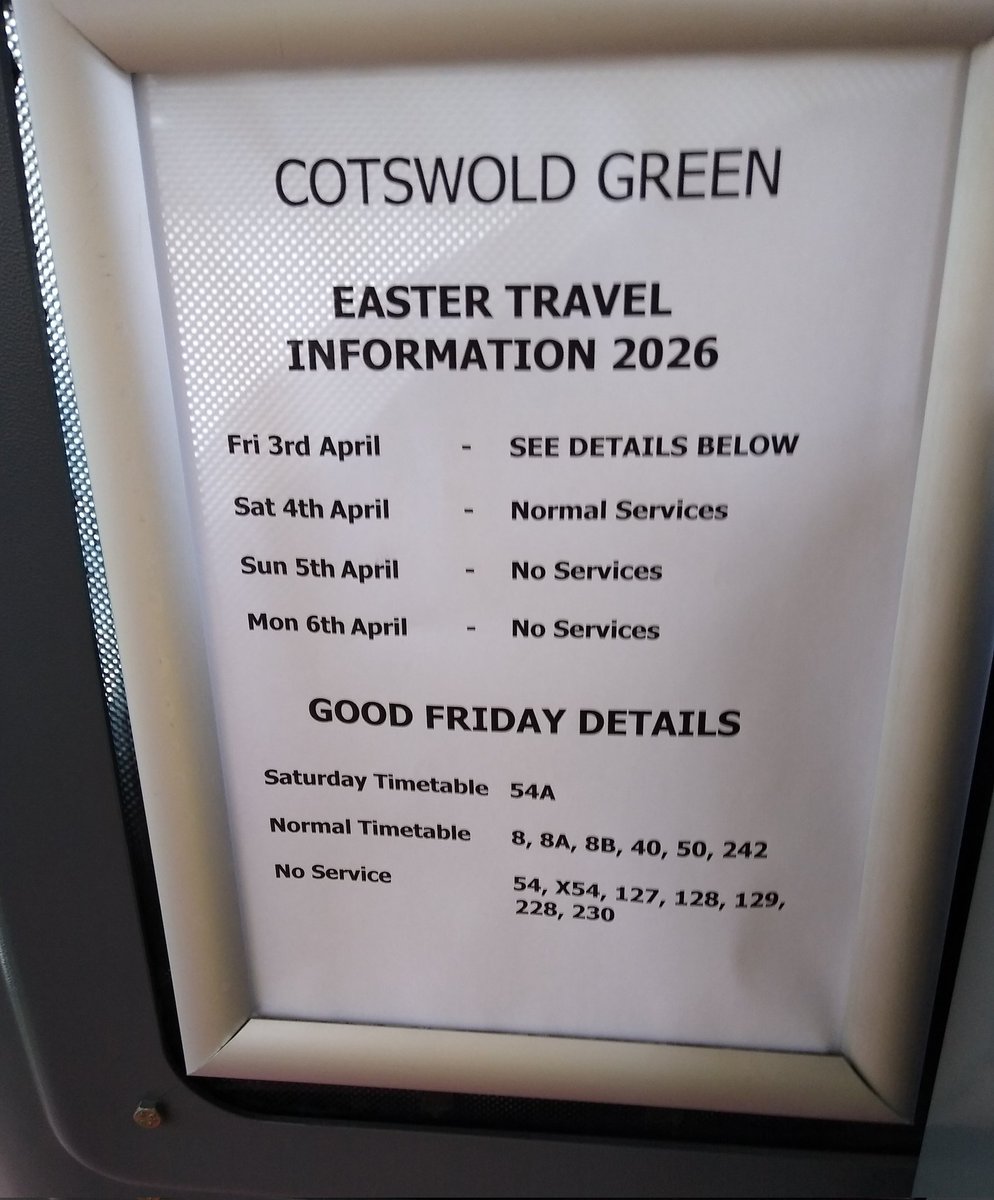 COTSWOLD GREEN
EASTER TRAVEL
INFORMATION 2026
Fri 3rd April - SEE DETAILS BELOW
Sat 4th April - Normal Services
Sun 5th April - No Services
Mon 6th April - No Services
GOOD FRIDAY DETAILS
Saturday Timetable 54A
Normal Timetable 8, 8A, 8B, 40, 50, 242
No Service 54, X54, 127, 128, 129,
228, 230